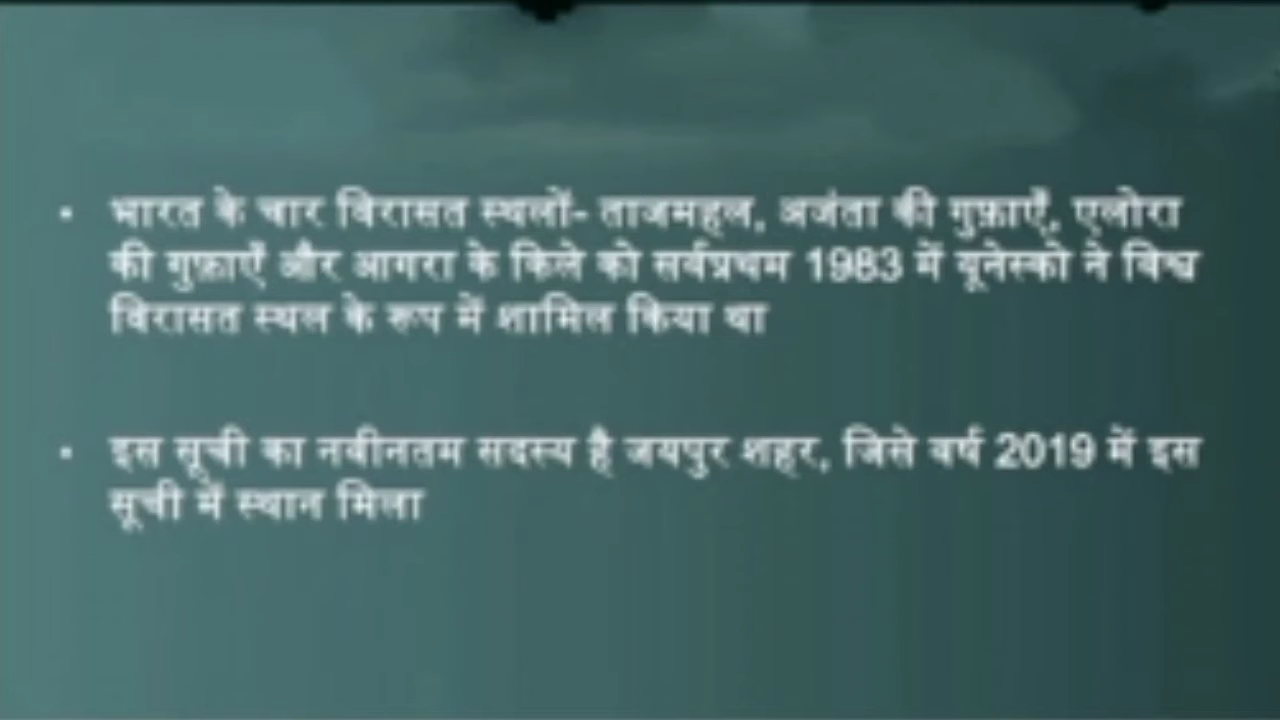 • भारत के चार विरासत स्थलों- ताजमहल, अजंता की गुफ़ाएँ, एलोरा
की गुफ़ाएँ और आगरा के किले को सर्वप्रथम 1983 में यूनेस्को ने विश्व
विरासत स्थल के रूप में शामिल किया था
• इस सूची का नवीनतम सदस्य है जयपुर शहर, जिसे वर्ष 2019 में इस
सूची में स्थान मिला